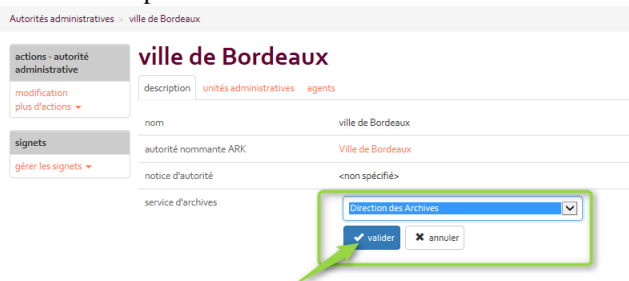 Autorités administratives > ville de Bordeaux
actions - autorité
administrative
modification
plus d'actions
signets
gérer les signets
ville de Bordeaux
description unités administratives agents
nom ville de Bordeaux
autorité nommante ARK Ville de Bordeaux
notice d'autorité <non spécifié>
service d'archives Direction des Archives
valider annuler